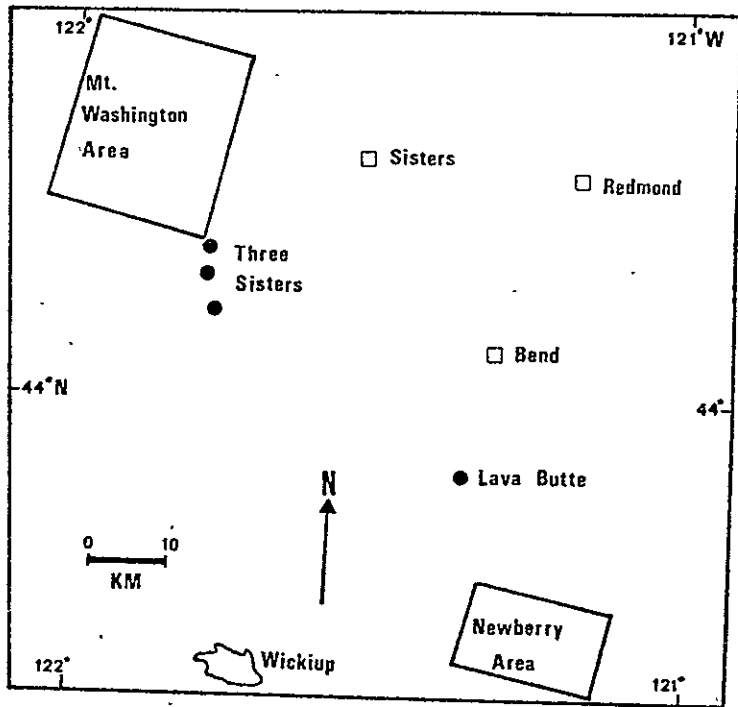 122°
121°W
Mt.
Washington
Area
Sisters
Redmond
Three
Sisters
Bend
44°N
44°
N
Lava Butte
0 10
KM
Newberry
Area
Wickiup
122°
121°